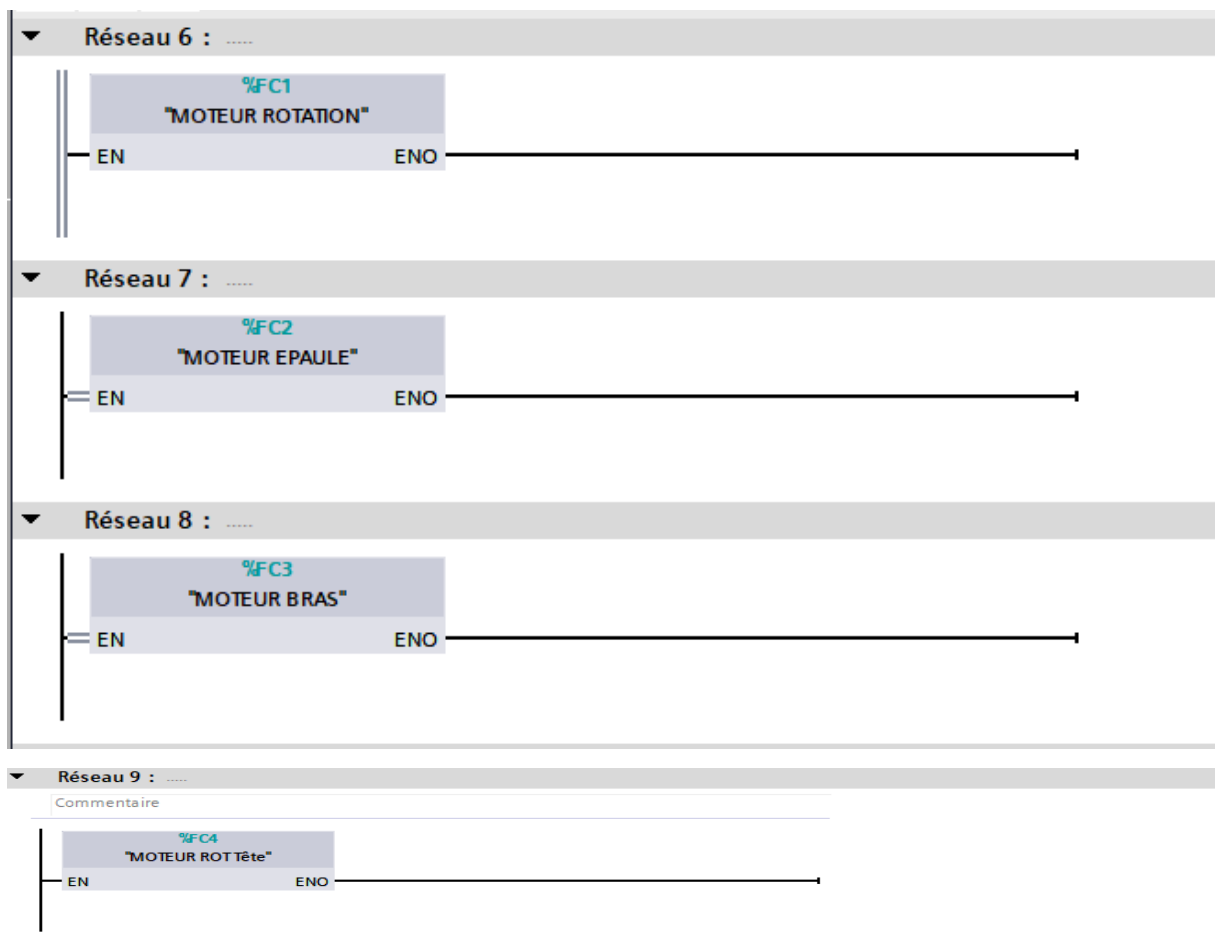 Réseau 6 : .....
%FC1
"MOTEUR ROTATION"
EN ENO
Réseau 7 : .....
%FC2
"MOTEUR EPAULE"
EN ENO
Réseau 8 : .....
%FC3
"MOTEUR BRAS"
EN ENO
Réseau 9 : .....
Commentaire
%FC4
"MOTEUR ROT Tête"
EN ENO